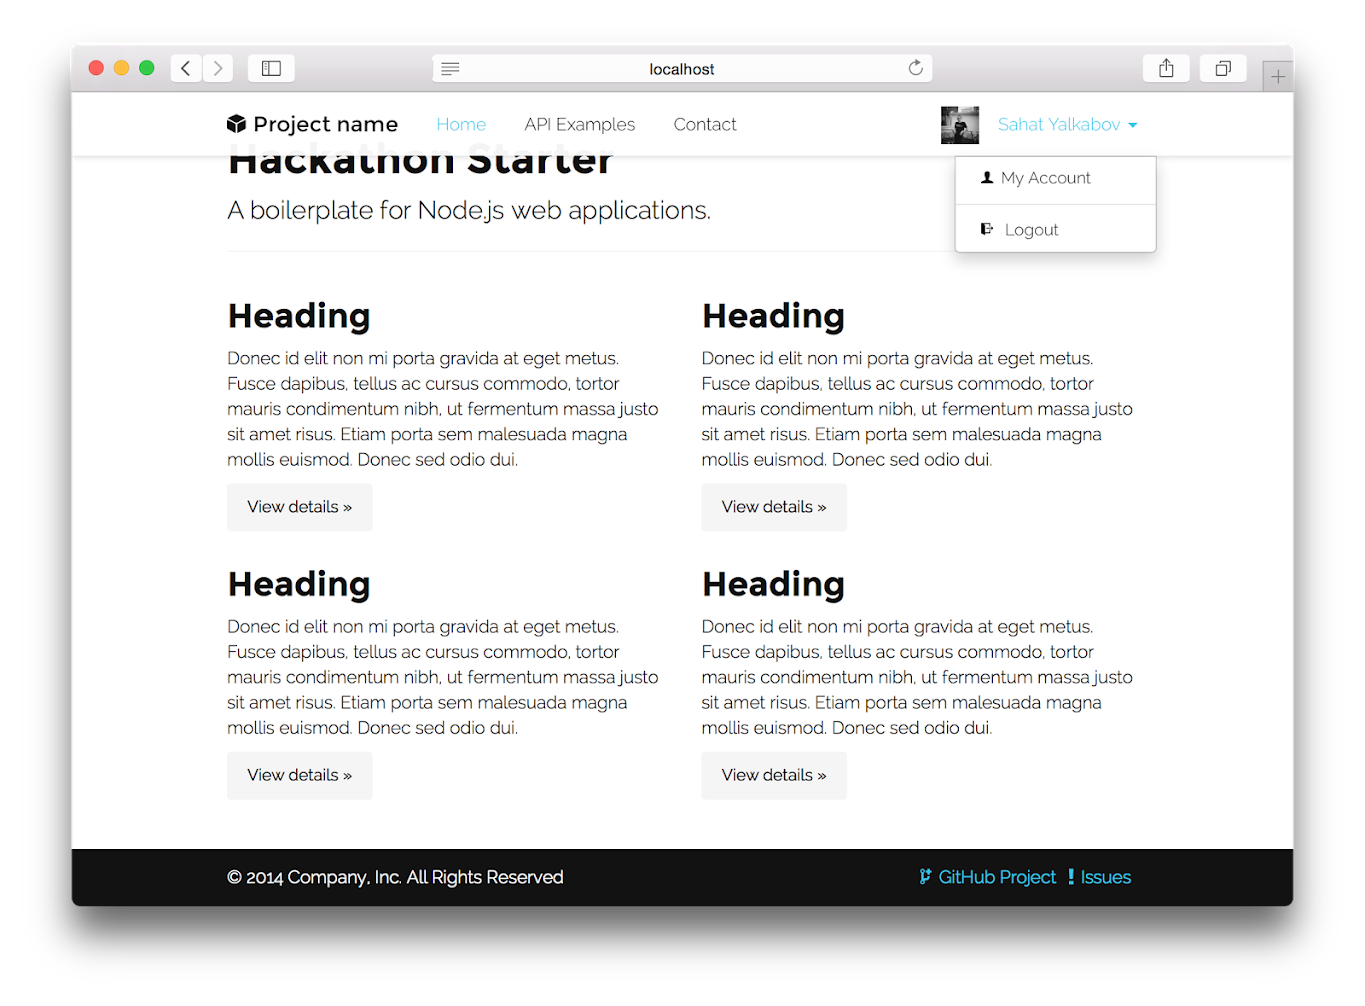 localhost
Project name Home API Examples Contact Sahat Yalkabov
My Account
Logout
Hackathon Starter
A boilerplate for Node.js web applications.
Heading
Donec id elit non mi porta gravida at eget metus.
Fusce dapibus, tellus ac cursus commodo, tortor
mauris condimentum nibh, ut fermentum massa justo
sit amet risus. Etiam porta sem malesuada magna
mollis euismod. Donec sed odio dui.
View details »
Heading
Donec id elit non mi porta gravida at eget metus.
Fusce dapibus, tellus ac cursus commodo, tortor
mauris condimentum nibh, ut fermentum massa justo
sit amet risus. Etiam porta sem malesuada magna
mollis euismod. Donec sed odio dui.
View details »
Heading
Donec id elit non mi porta gravida at eget metus.
Fusce dapibus, tellus ac cursus commodo, tortor
mauris condimentum nibh, ut fermentum massa justo
sit amet risus. Etiam porta sem malesuada magna
mollis euismod. Donec sed odio dui.
View details »
Heading
Donec id elit non mi porta gravida at eget metus.
Fusce dapibus, tellus ac cursus commodo, tortor
mauris condimentum nibh, ut fermentum massa justo
sit amet risus. Etiam porta sem malesuada magna
mollis euismod. Donec sed odio dui.
View details »
© 2014 Company, Inc. All Rights Reserved GitHub Project Issues